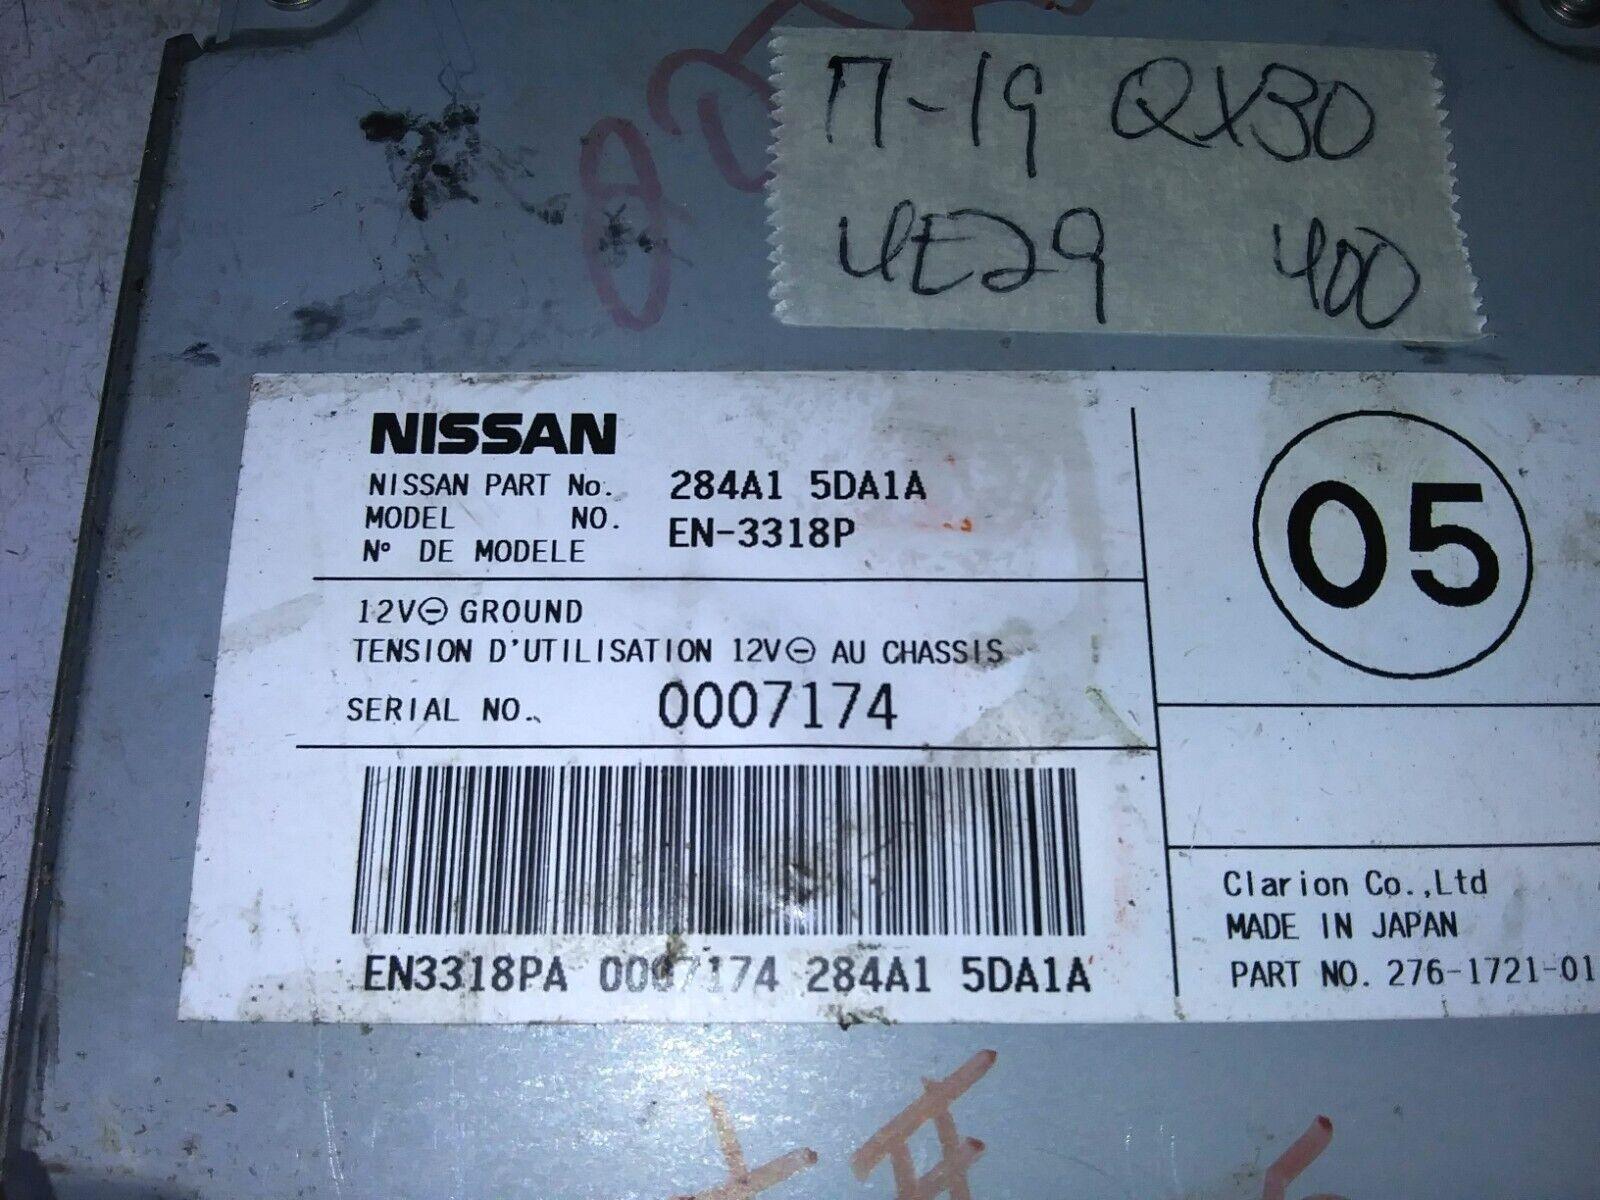 17-19 QX30
4E29 400
NISSAN
NISSAN PART No. 284A1 5DA1A
MODEL NO. EN-3318P
N° DE MODELE
12V⊖ GROUND
TENSION D'UTILISATION 12V⊖ AU CHASSIS
SERIAL NO. 0007174
EN3318PA 0007174 284A1 5DA1A
05
Clarion Co.,Ltd
MADE IN JAPAN
PART NO. 276-1721-01